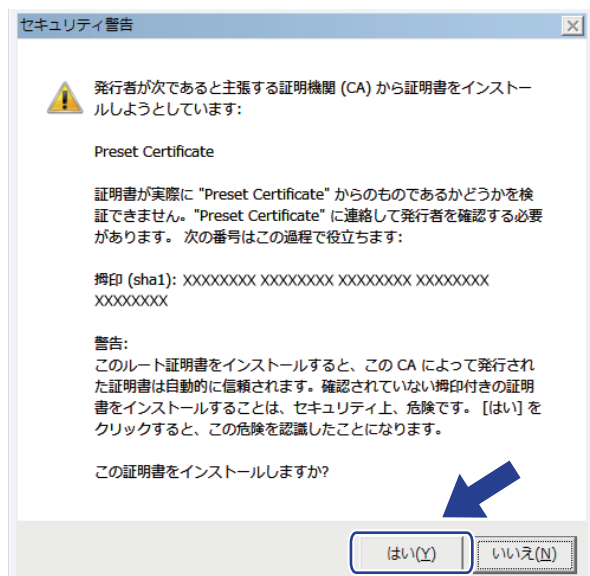 セキュリティ警告
発行者が次であると主張する証明機関 (CA) から証明書をインストー
ルしようとしています:
Preset Certificate
証明書が実際に "Preset Certificate" からのものであるかどうかを検
証できません。"Preset Certificate" に連絡して発行者を確認する必要
があります。 次の番号はこの過程で役立ちます:
拇印 (sha1): XXXXXXXX XXXXXXXX XXXXXXXX XXXXXXXX
XXXXXXXX
警告:
このルート証明書をインストールすると、この CA によって発行され
た証明書は自動的に信頼されます。確認されていない拇印付きの証明
書をインストールすることは、セキュリティ上、危険です。 [はい] を
クリックすると、この危険を認識したことになります。
この証明書をインストールしますか?
はい(Y)
いいえ(N)